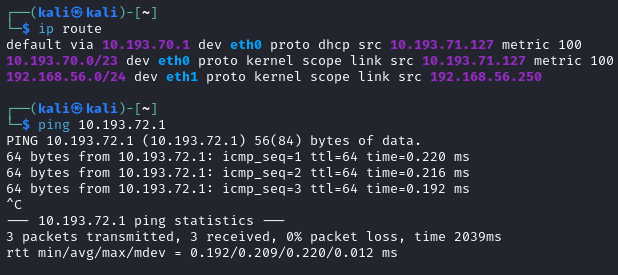 ┌──(kali㉿kali)-[~]
└─$ ip route
default via 10.193.70.1 dev eth0 proto dhcp src 10.193.71.127 metric 100
10.193.70.0/23 dev eth0 proto kernel scope link src 10.193.71.127 metric 100
192.168.56.0/24 dev eth1 proto kernel scope link src 192.168.56.250
┌──(kali㉿kali)-[~]
└─$ ping 10.193.72.1
PING 10.193.72.1 (10.193.72.1) 56(84) bytes of data.
64 bytes from 10.193.72.1: icmp_seq=1 ttl=64 time=0.220 ms
64 bytes from 10.193.72.1: icmp_seq=2 ttl=64 time=0.216 ms
64 bytes from 10.193.72.1: icmp_seq=3 ttl=64 time=0.192 ms
^C
--- 10.193.72.1 ping statistics ---
3 packets transmitted, 3 received, 0% packet loss, time 2039ms
rtt min/avg/max/mdev = 0.192/0.209/0.220/0.012 ms